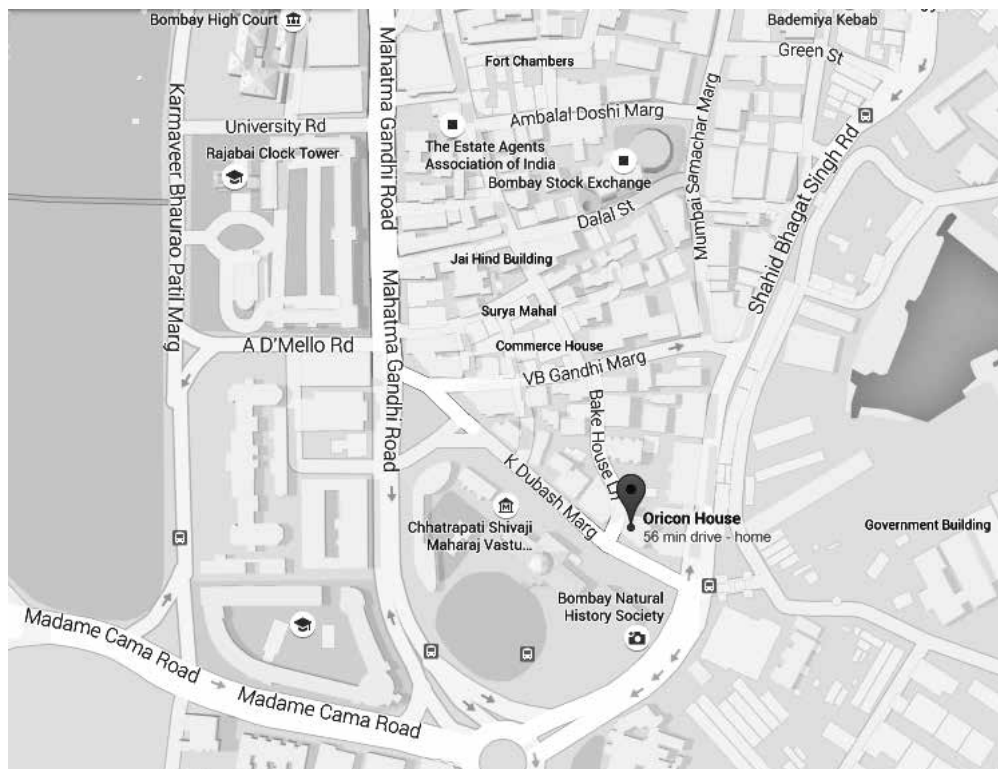 Bombay High Court
Bademiya Kebab
Green St
Fort Chambers
Mahatma Gandhi Road
Karmaveer Bhaurao Patil Marg
University Rd
Ambalal Doshi Marg
Mumbai Samachar Marg
Shahid Bhagat Singh Rd
The Estate Agents
Association of India
Rajabai Clock Tower
Bombay Stock Exchange
Dalal St
Jai Hind Building
Mahatma Gandhi Road
Surya Mahal
A D'Mello Rd
Commerce House
VB Gandhi Marg
Bake House Ln
K Dubash Marg
Chhatrapati Shivaji
Maharaj Vastu...
Oricon House
56 min drive - home
Government Building
Bombay Natural
History Society
Madame Cama Road
Madame Cama Road